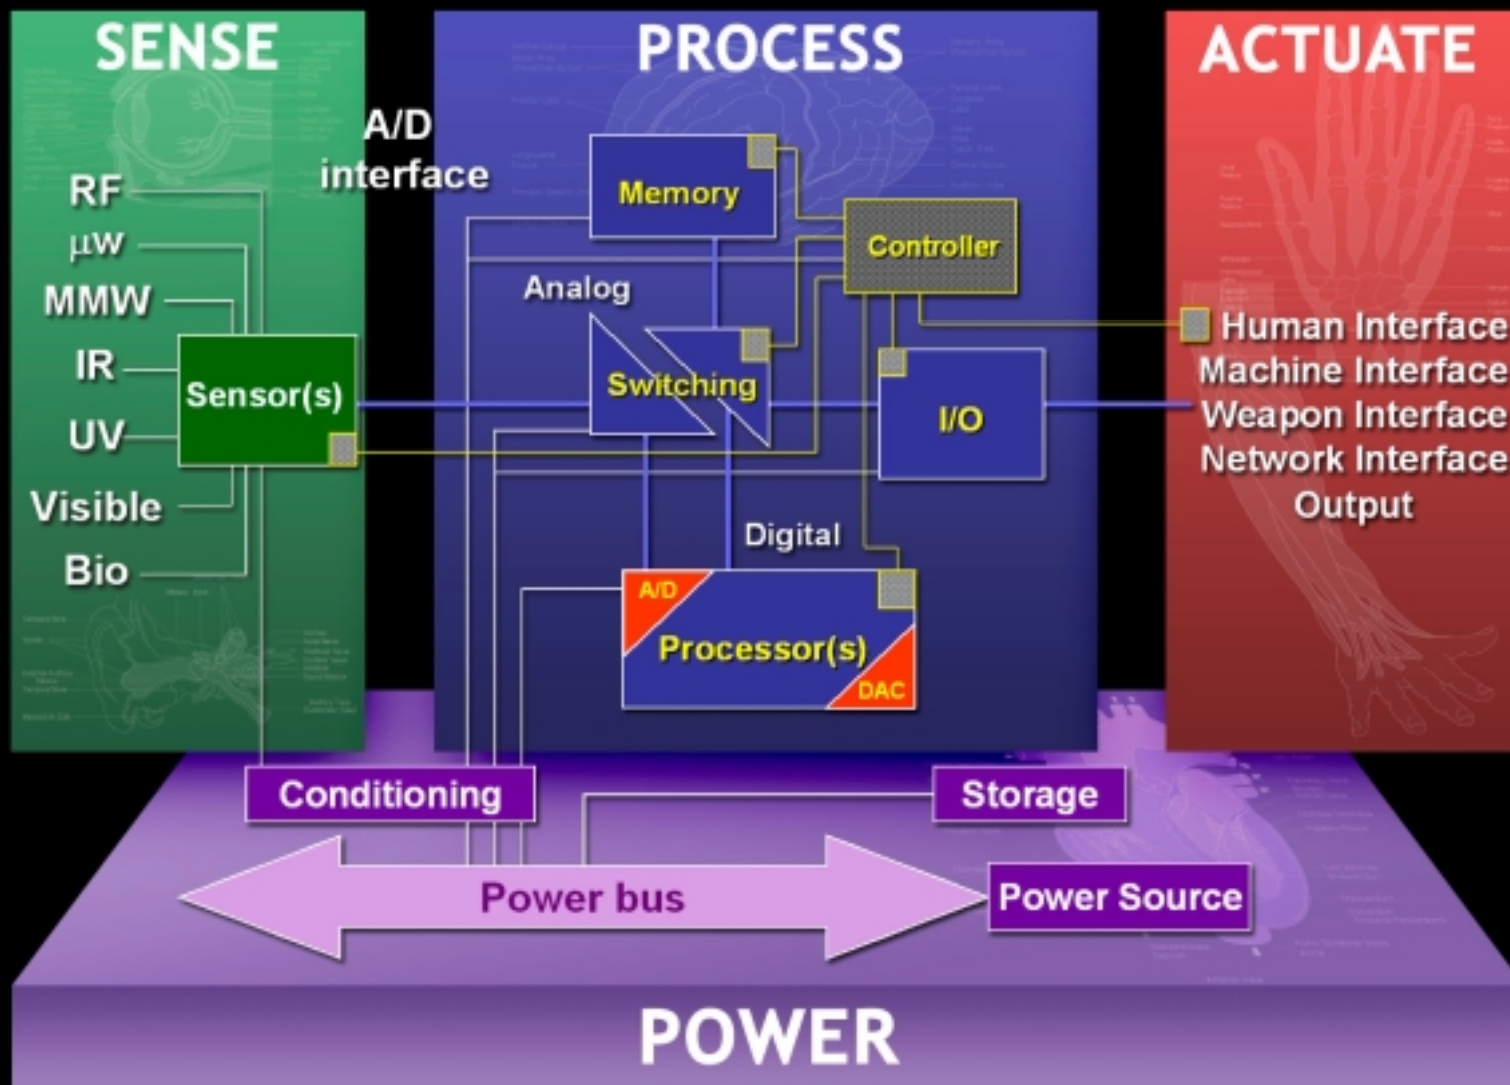 SENSE
PROCESS
ACTUATE
A/D
interface
RF
μw
MMW
IR
UV
Visible
Bio
Sensor(s)
Memory
Controller
Analog
Switching
I/O
Digital
A/D
Processor(s)
DAC
Human Interface
Machine Interface
Weapon Interface
Network Interface
Output
Conditioning
Storage
Power bus
Power Source
POWER